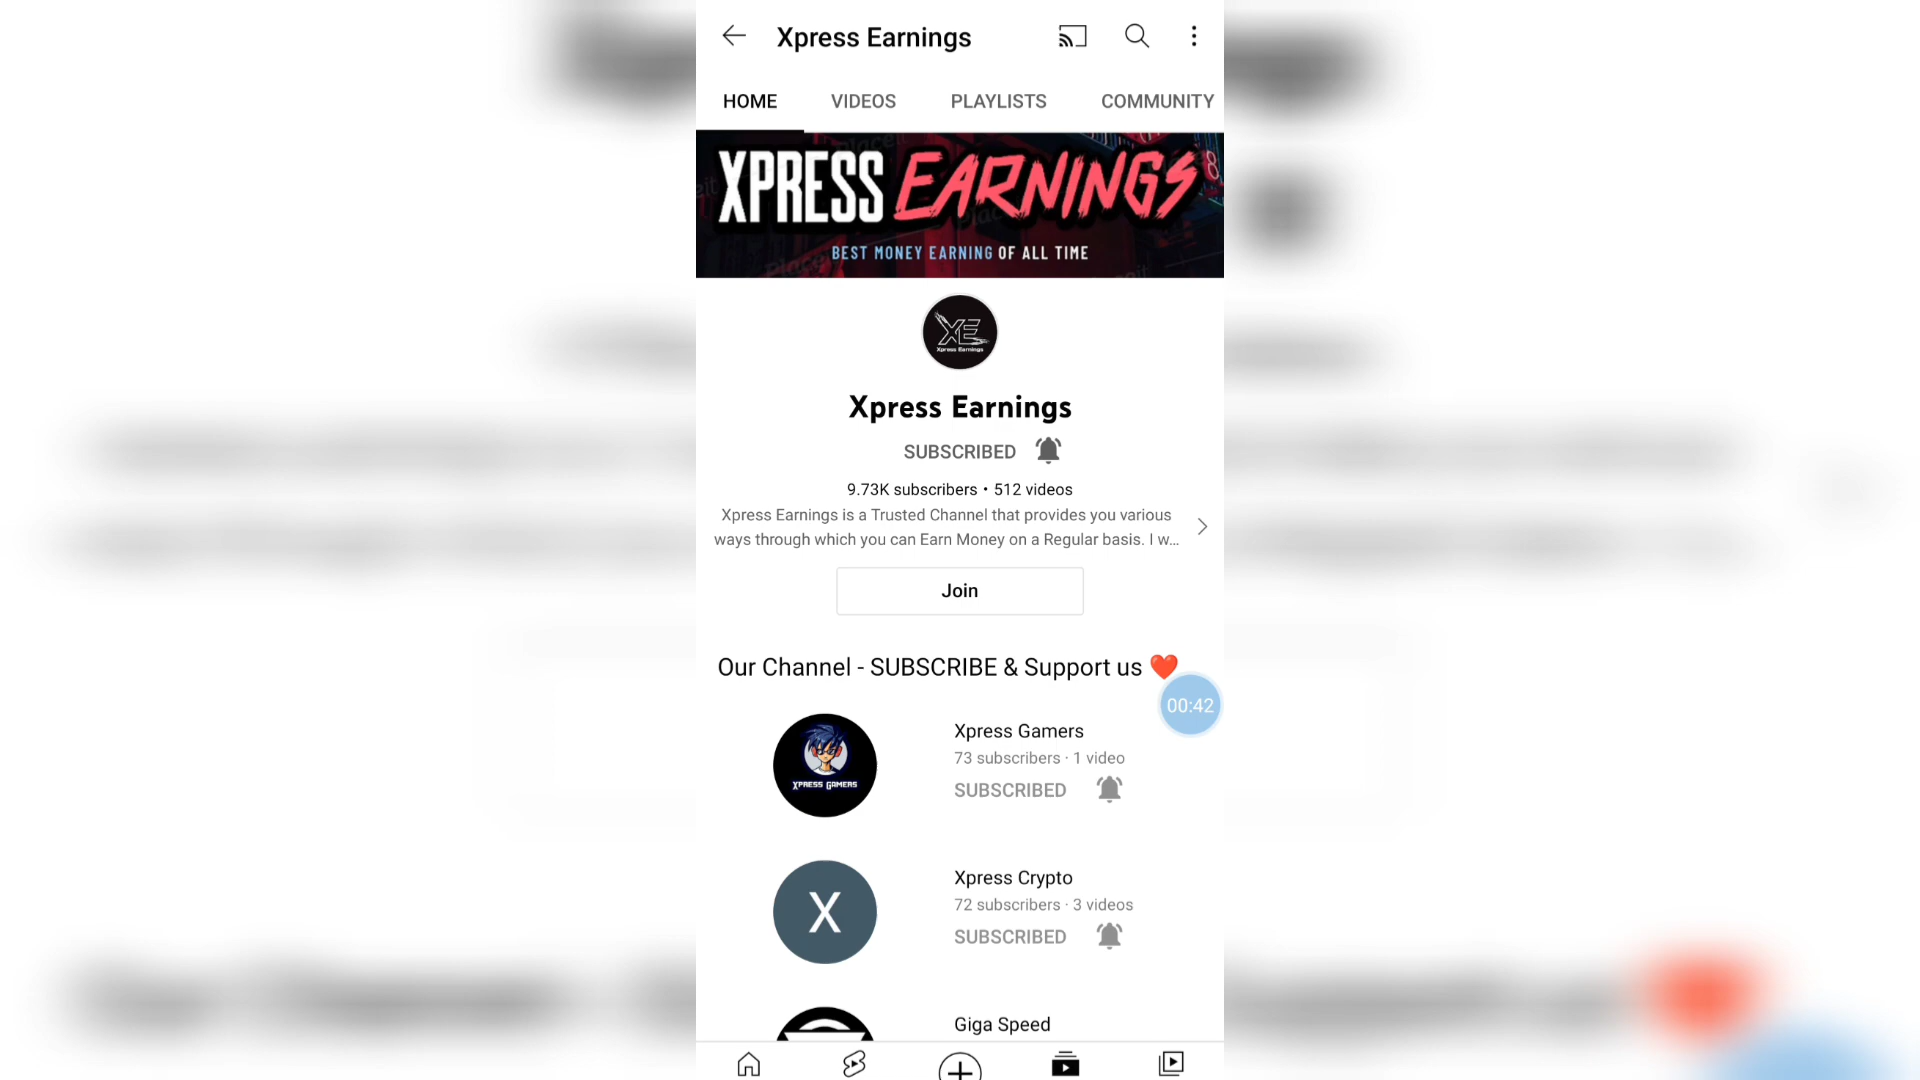 Xpress Earnings
HOME VIDEOS PLAYLISTS COMMUNITY
XPRESS EARNINGS
BEST MONEY EARNING OF ALL TIME
XE
Xpress Earnings
Xpress Earnings
SUBSCRIBED
9.73K subscribers • 512 videos
Xpress Earnings is a Trusted Channel that provides you various
ways through which you can Earn Money on a Regular basis. I w...
Join
Our Channel - SUBSCRIBE & Support us ❤️
00:42
Xpress Gamers
73 subscribers · 1 video
SUBSCRIBED
XPRESS GAMERS
Xpress Crypto
72 subscribers · 3 videos
SUBSCRIBED
X
Giga Speed